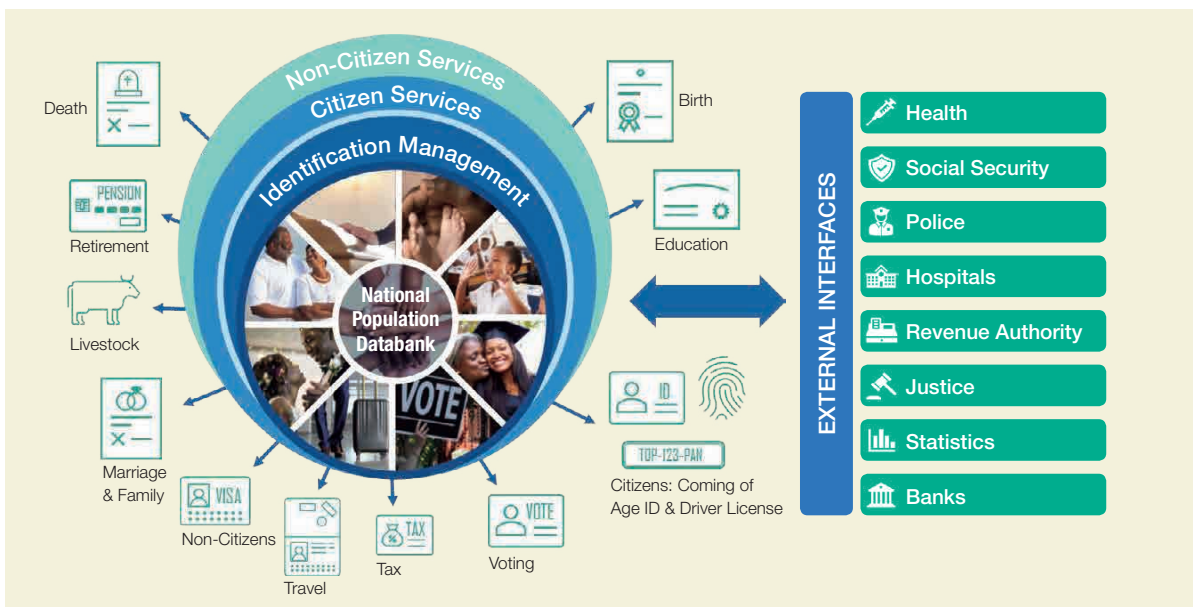 Non-Citizen Services
Citizen Services
Identification Management
National
Population
Databank
Death
PENSION
Retirement
Livestock
Marriage
& Family
VISA
Non-Citizens
Travel
TAX
Tax
VOTE
VOTE
Voting
ID
TOP-123-PAN
Citizens: Coming of
Age ID & Driver License
Education
Birth
EXTERNAL INTERFACES
Health
Social Security
Police
Hospitals
Revenue Authority
Justice
Statistics
Banks